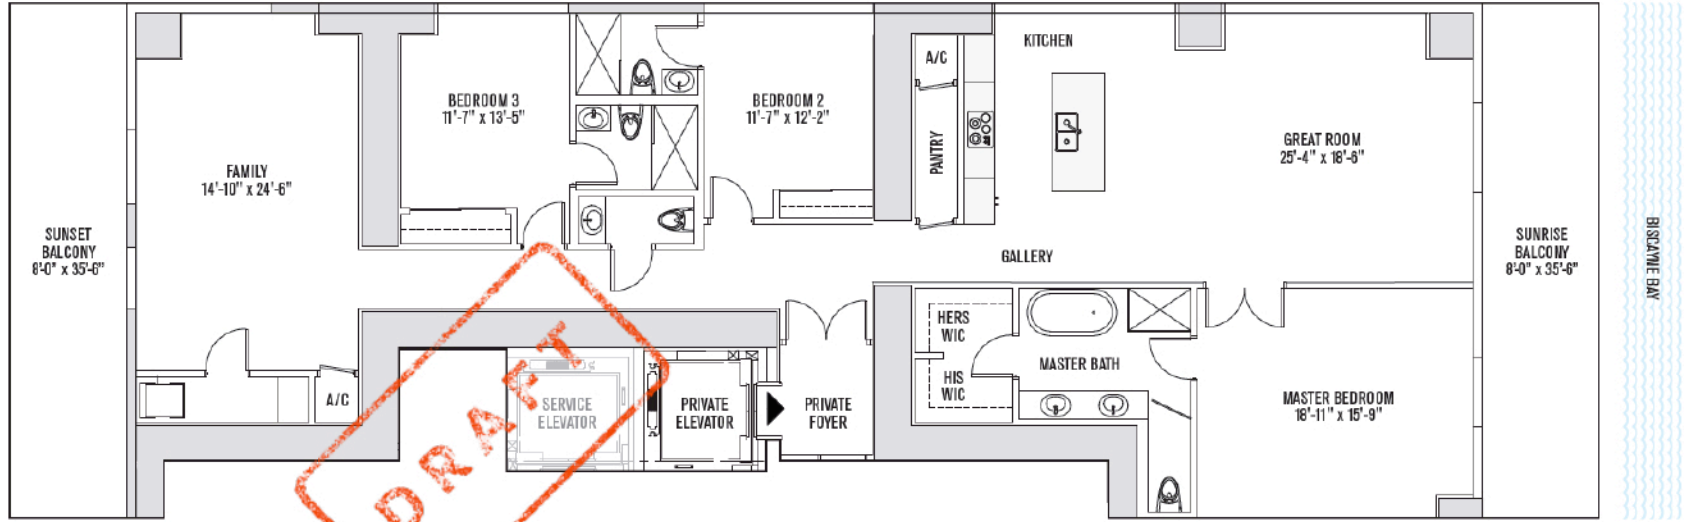 SUNSET
BALCONY
8'-0" x 35'-6"
FAMILY
14'-10" x 24'-6"
A/C
BEDROOM 3
11'-7" x 13'-5"
BEDROOM 2
11'-7" x 12'-2"
A/C
PANTRY
KITCHEN
GREAT ROOM
25'-4" x 18'-6"
GALLERY
SUNRISE
BALCONY
8'-0" x 35'-6"
BISCAYNE BAY
HERS
WIC
HIS
WIC
MASTER BATH
MASTER BEDROOM
18'-11" x 15'-9"
SERVICE
ELEVATOR
PRIVATE
ELEVATOR
PRIVATE
FOYER
DRAFT